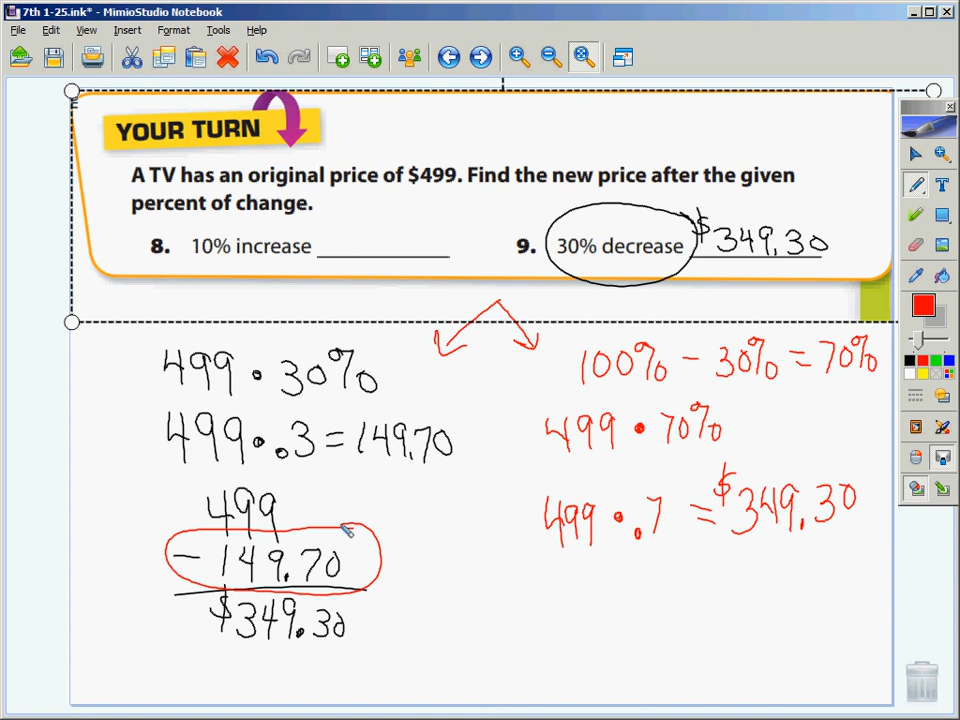 7th 1-25.ink* - MimioStudio Notebook
File Edit View Insert Format Tools Help
YOUR TURN
A TV has an original price of $499. Find the new price after the given
percent of change.
8. 10% increase
9. 30% decrease $349.30
499 · 30%
499 · .3 = 149.70
499
- 149.70
$349.30
100% - 30% = 70%
499 · 70%
499 · .7 = $349.30